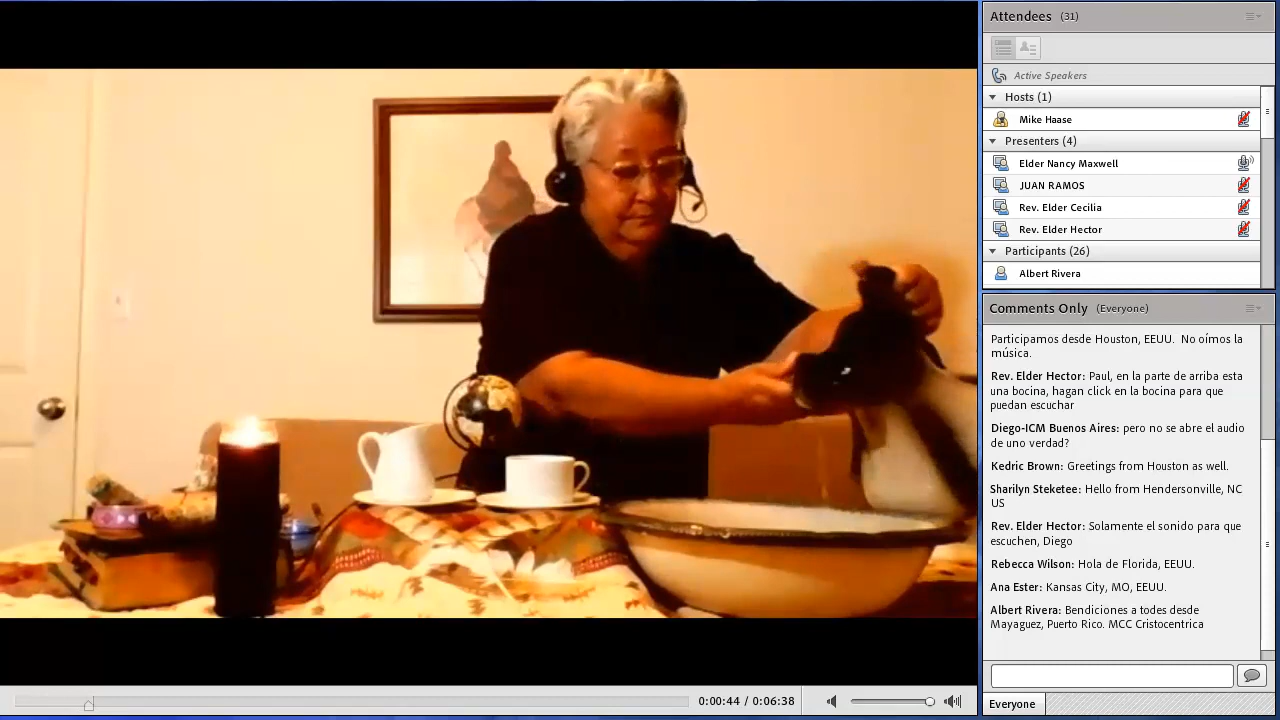 Attendees (31)
Active Speakers
Hosts (1)
Mike Haase
Presenters (4)
Elder Nancy Maxwell
JUAN RAMOS
Rev. Elder Cecilia
Rev. Elder Hector
Participants (26)
Albert Rivera
Comments Only (Everyone)
Participamos desde Houston, EEUU. No oímos la
música.
Rev. Elder Hector: Paul, en la parte de arriba esta
una bocina, hagan click en la bocina para que
puedan escuchar
Diego-ICM Buenos Aires: pero no se abre el audio
de uno verdad?
Kedric Brown: Greetings from Houston as well.
Sharilyn Steketee: Hello from Hendersonville, NC
US
Rev. Elder Hector: Solamente el sonido para que
escuchen, Diego
Rebecca Wilson: Hola de Florida, EEUU.
Ana Ester: Kansas City, MO, EEUU.
Albert Rivera: Bendiciones a todes desde
Mayaguez, Puerto Rico. MCC Cristocentrica
0:00:44 / 0:06:38
Everyone